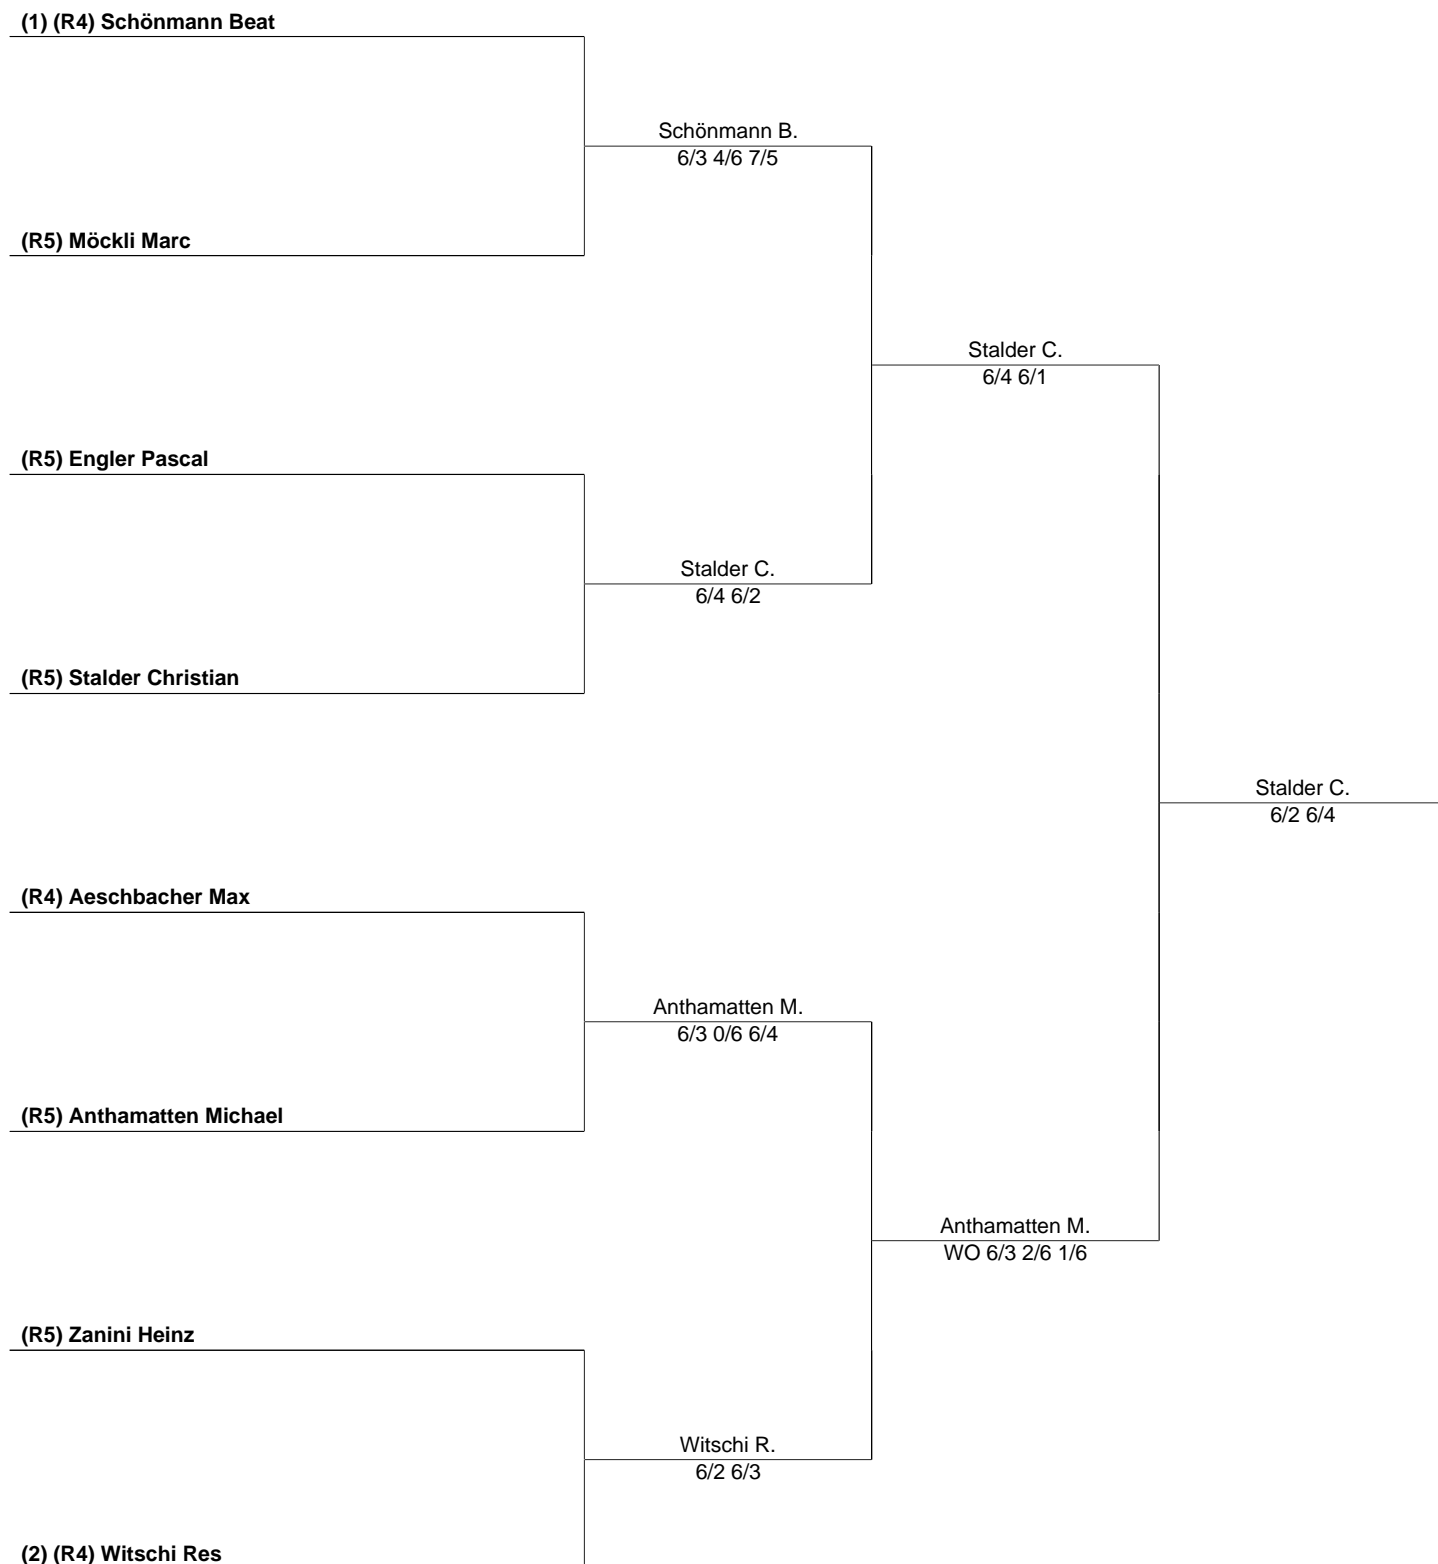 (1) (R4) Schönmann Beat
Schönmann B.
6/3 4/6 7/5
(R5) Möckli Marc
Stalder C.
6/4 6/1
(R5) Engler Pascal
Stalder C.
6/4 6/2
(R5) Stalder Christian
Stalder C.
6/2 6/4
(R4) Aeschbacher Max
Anthamatten M.
6/3 0/6 6/4
(R5) Anthamatten Michael
Anthamatten M.
WO 6/3 2/6 1/6
(R5) Zanini Heinz
Witschi R.
6/2 6/3
(2) (R4) Witschi Res